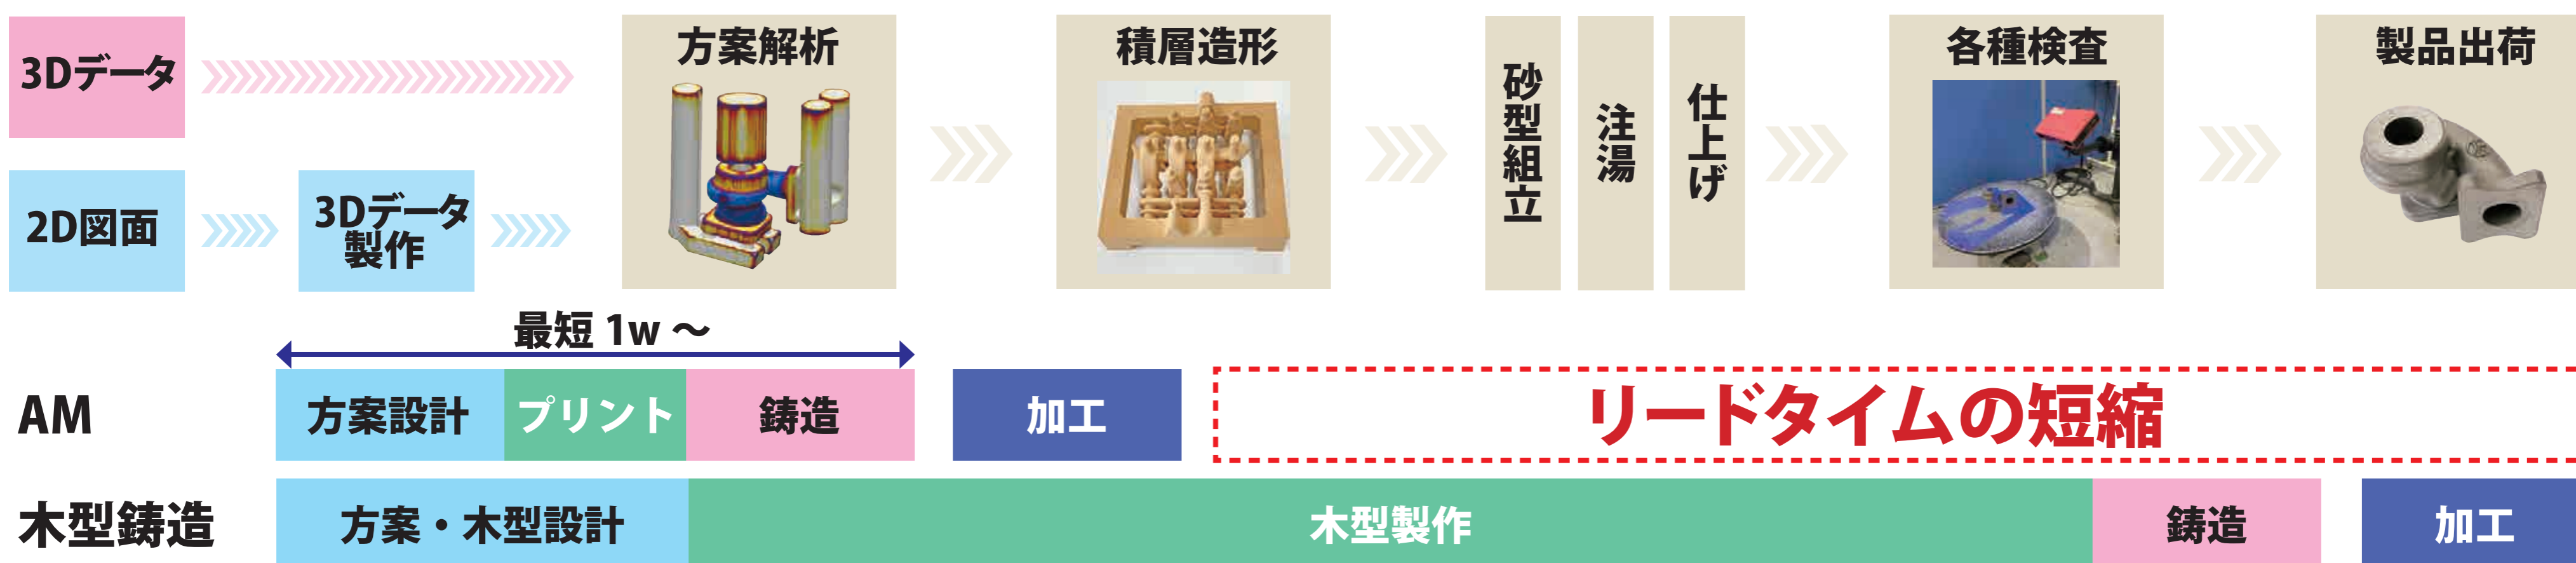 3Dデータ
方案解析
積層造形
砂型組立
注湯
仕上げ
各種検査
製品出荷
2D図面
3Dデータ
製作
最短 1w ～
AM
方案設計
プリント
鋳造
加工
リードタイムの短縮
木型鋳造
方案・木型設計
木型製作
鋳造
加工